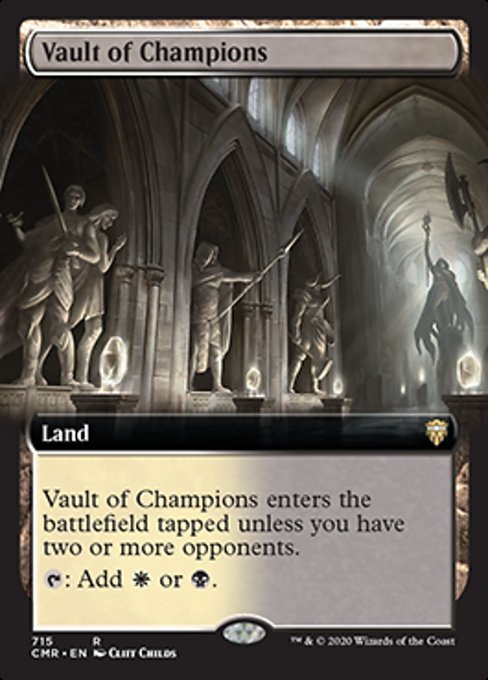 Vault of Champions
Land
Vault of Champions enters the
battlefield tapped unless you have
two or more opponents.
: Add or .
715 R
CMR • EN Cliff Childs
™ & © 2020 Wizards of the Coast